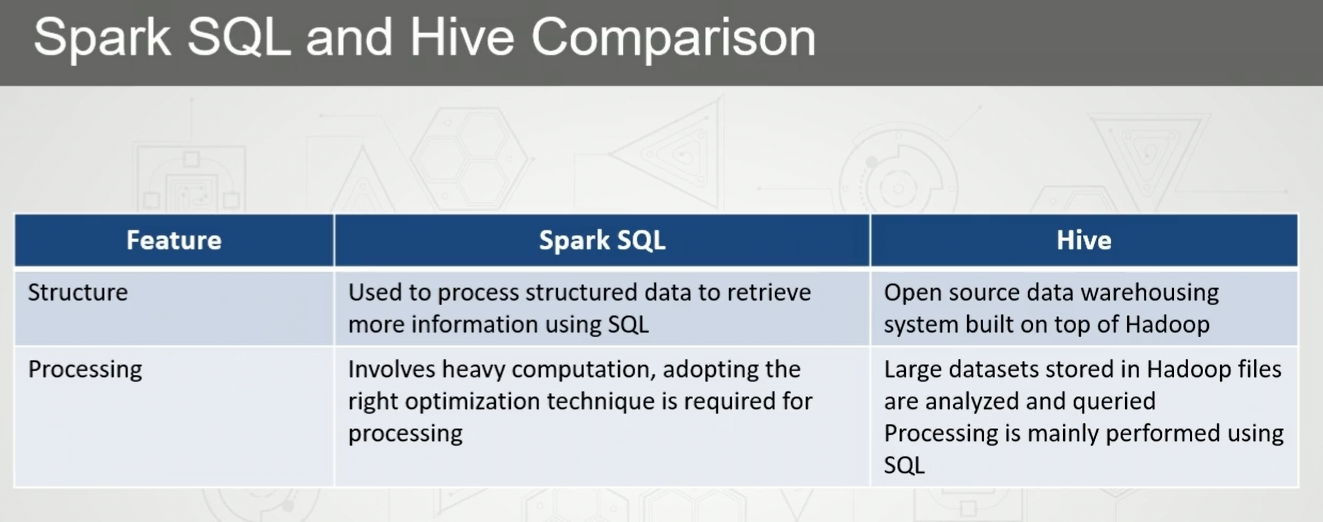 Spark SQL and Hive Comparison
Feature
Spark SQL
Hive
Structure
Used to process structured data to retrieve
more information using SQL
Open source data warehousing
system built on top of Hadoop
Processing
Involves heavy computation, adopting the
right optimization technique is required for
processing
Large datasets stored in Hadoop files
are analyzed and queried
Processing is mainly performed using
SQL